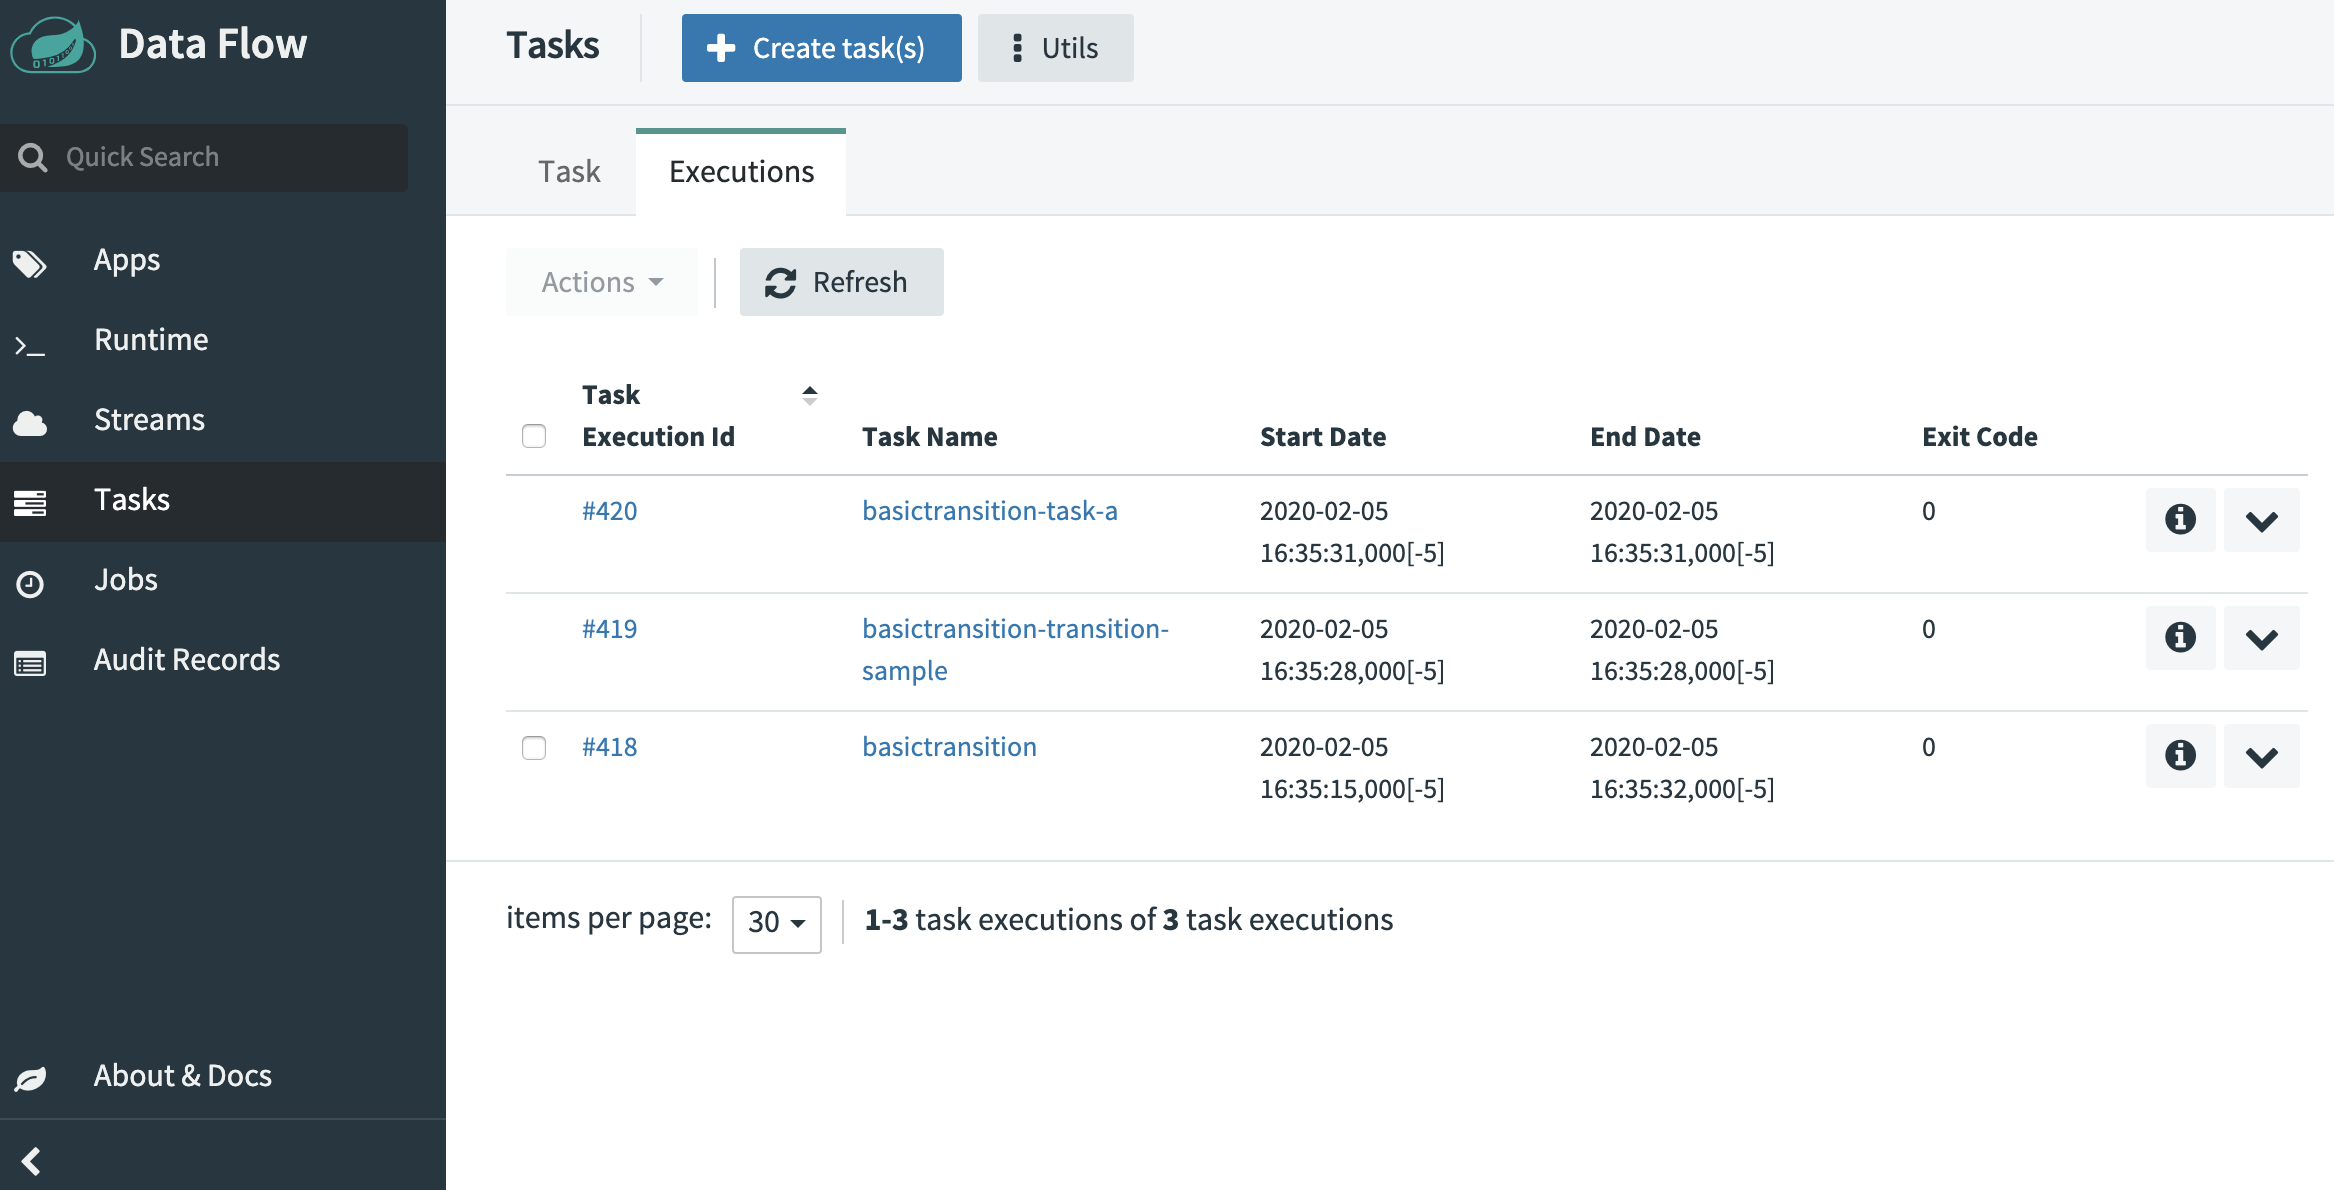 Data Flow
Quick Search
Apps
Runtime
Streams
Tasks
Jobs
Audit Records
About & Docs
Tasks
Create task(s)
Utils
Task
Executions
Actions
Refresh
Task
Execution Id
Task Name
Start Date
End Date
Exit Code
#420
basictransition-task-a
2020-02-05
16:35:31,000[-5]
2020-02-05
16:35:31,000[-5]
0
#419
basictransition-transition-
sample
2020-02-05
16:35:28,000[-5]
2020-02-05
16:35:28,000[-5]
0
#418
basictransition
2020-02-05
16:35:15,000[-5]
2020-02-05
16:35:32,000[-5]
0
items per page:
30
1-3 task executions of 3 task executions